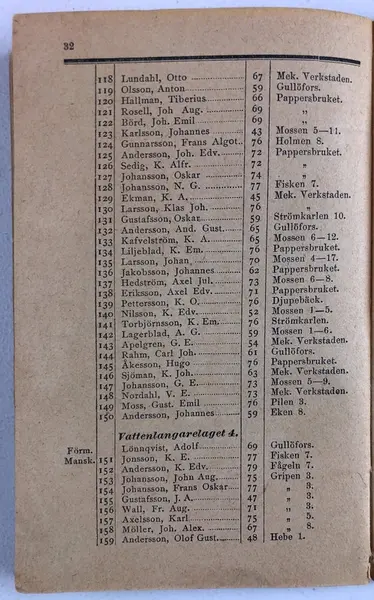 32
118 Lundahl, Otto 67 Mek. Verkstaden.
119 Olsson, Anton 59 Gullöfors.
120 Hallman, Tiberius 66 Pappersbruket.
121 Rosell, Joh Aug. 69 „
122 Börd, Joh. Emil 69 „
123 Karlsson, Johannes 43 Mossen 5—11.
124 Gunnarsson, Frans Algot.. 76 Holmen 8.
125 Andersson, Joh. Edv. 72 Pappersbruket.
126 Sedig, K. Alfr. 72 „
127 Johansson, Oskar 74 „
128 Johansson, N. G. 77 Fisken 7.
129 Ekman, K. A. 45 Mek. Verkstaden.
130 Larsson, Klas Joh. 76 „
131 Gustafsson, Oskar 59 Strömkarlen 10.
132 Andersson, And. Gust. 65 Gullöfors.
133 Kafvelström, K. A. 65 Mossen 6—12.
134 Liljeblad, K. Em. 76 Pappersbruket.
135 Larsson, Johan 70 Mossen 4—17.
136 Jakobsson, Johannes 62 Pappersbruket.
137 Hedström, Axel Jul. 73 Mossen 6—8.
138 Eriksson, Axel Edv. 71 Pappersbruket.
139 Pettersson, K. O. 76 Djupebäck.
140 Nilsson, K. Edv. 52 Mossen 1—5.
141 Torbjörnsson, K. Em. 76 Strömkarlen.
142 Lagerblad, A. G. 59 Mossen 1—6.
143 Apelgren, G. E. 54 Mek. Verkstaden.
144 Rahm, Carl Joh. 61 Gullöfors.
145 Åkesson, Hugo 76 Pappersbruket.
146 Sjöman, K. Joh. 63 Mek. Verkstaden.
147 Johansson, G. E. 73 Mossen 5—9.
148 Nordahl, V. E. 73 Mek. Verkstaden.
149 Moss, Gust. Emil 76 Pilen 3.
150 Andersson, Johannes 59 Eken 8.
Vattenlangarelaget 4.
Förm. Lönnqvist, Adolf 69 Gullöfors.
Mansk. 151 Jonsson, K. E. 77 Fisken 7.
152 Andersson, K. Edv. 79 Fågeln 7.
153 Johansson, John Aug. 75 Gripen 3.
154 Johansson, Frans Oskar 77 „ 3.
155 Gustafsson, J. A. 47 „ 3.
156 Wall, Fr. Aug. 71 „ 3.
157 Axelsson, Karl 75 „ 5.
158 Möller, Joh. Alex. 67 „ 8.
159 Andersson, Olof Gust. 48 Hebe 1.